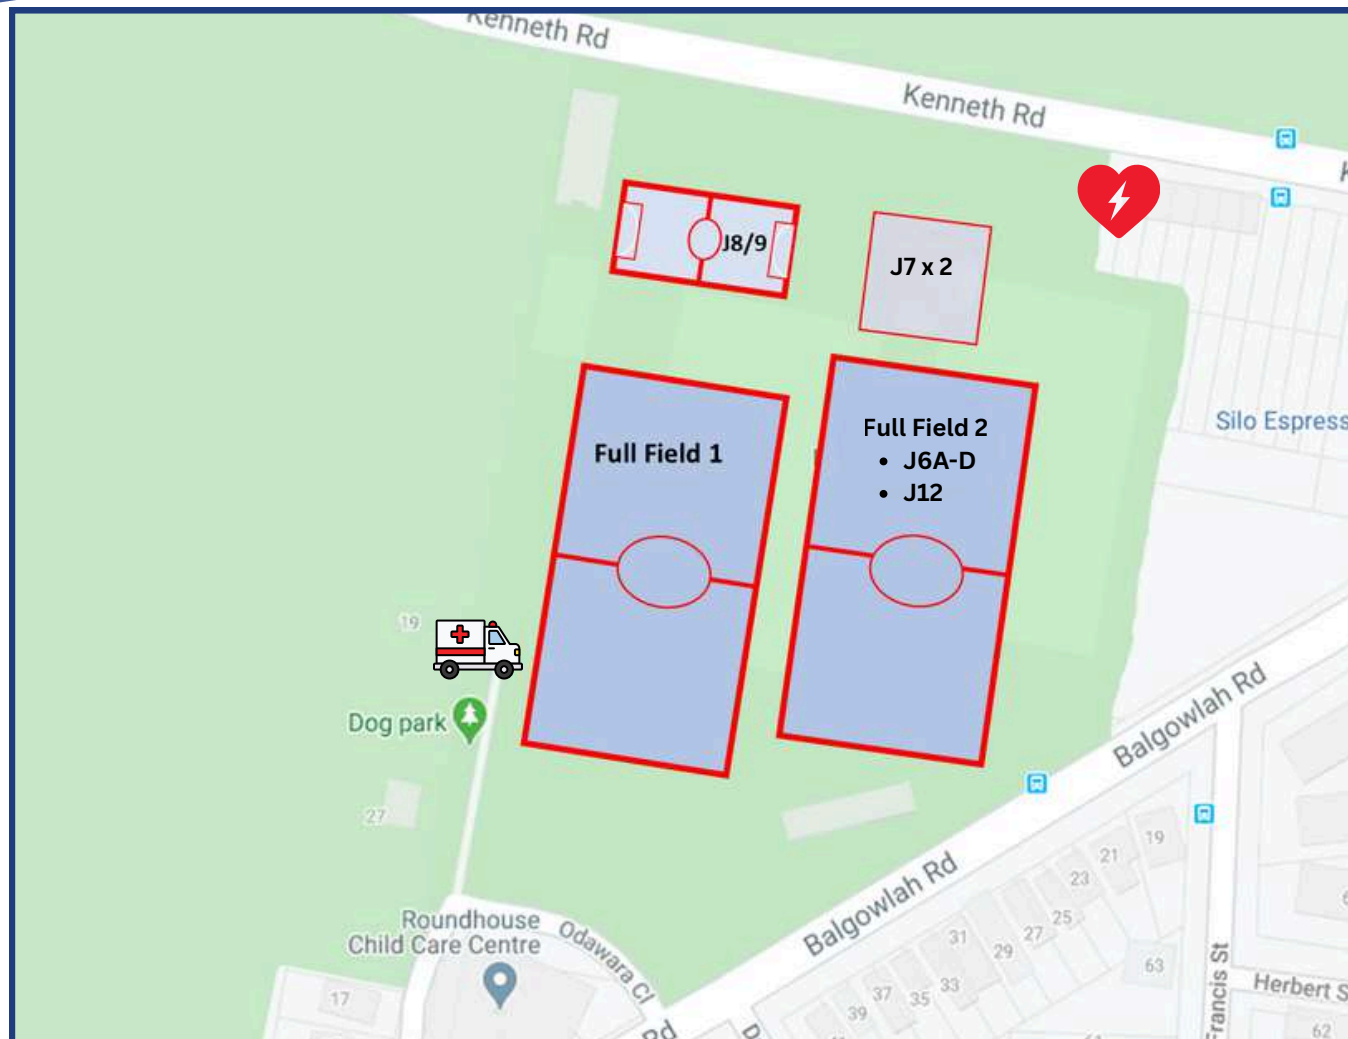 Kenneth Rd
Kenneth Rd
J8/9
J7 x 2
Silo Espress
Full Field 1
Full Field 2
• J6A-D
• J12
19
Dog park
27
Balgowlah Rd
19
21
23
25
27
29
31
33
35
37
39
63
Balgowlah Rd
Roundhouse
Child Care Centre
Odawara Cl
17
Rd
Francis St
Herbert S
62